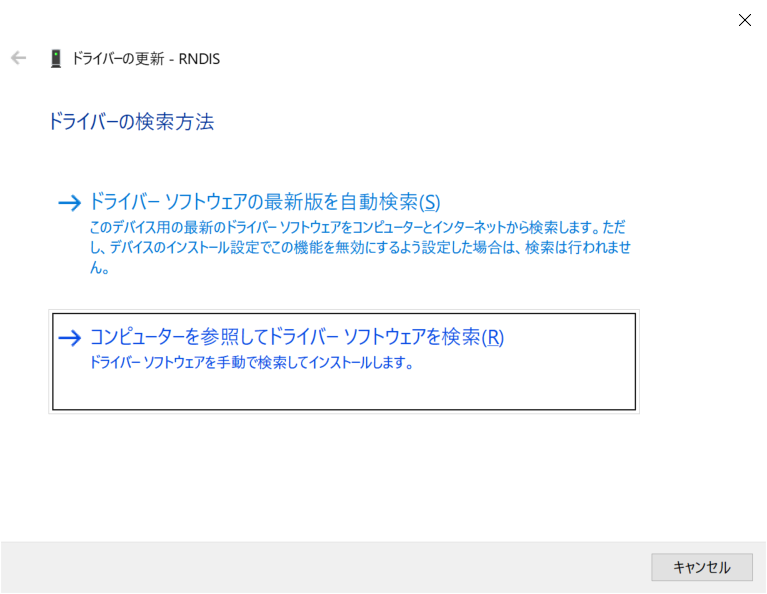 ドライバーの更新 - RNDIS
ドライバーの検索方法
ドライバー ソフトウェアの最新版を自動検索(S)
このデバイス用の最新のドライバー ソフトウェアをコンピューターとインターネットから検索します。ただ
し、デバイスのインストール設定でこの機能を無効にするよう設定した場合は、検索は行われませ
ん。
コンピューターを参照してドライバー ソフトウェアを検索(R)
ドライバー ソフトウェアを手動で検索してインストールします。
キャンセル